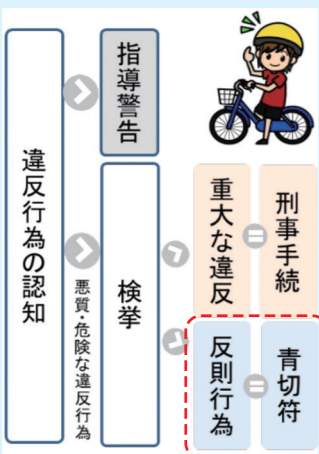 違反行為の認知
指導警告
悪質・危険な違反行為
検挙
重大な違反
刑事手続
反則行為
青切符